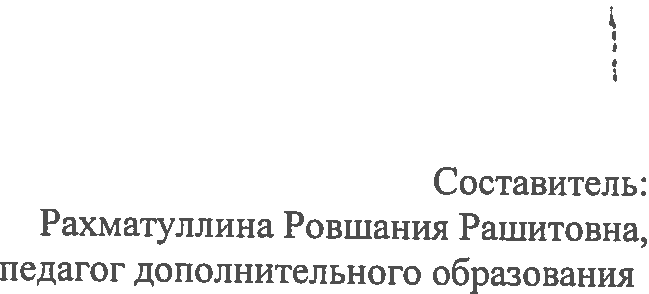 Составитель:
Рахматуллина Ровшания Рашитовна,
педагог дополнительного образования